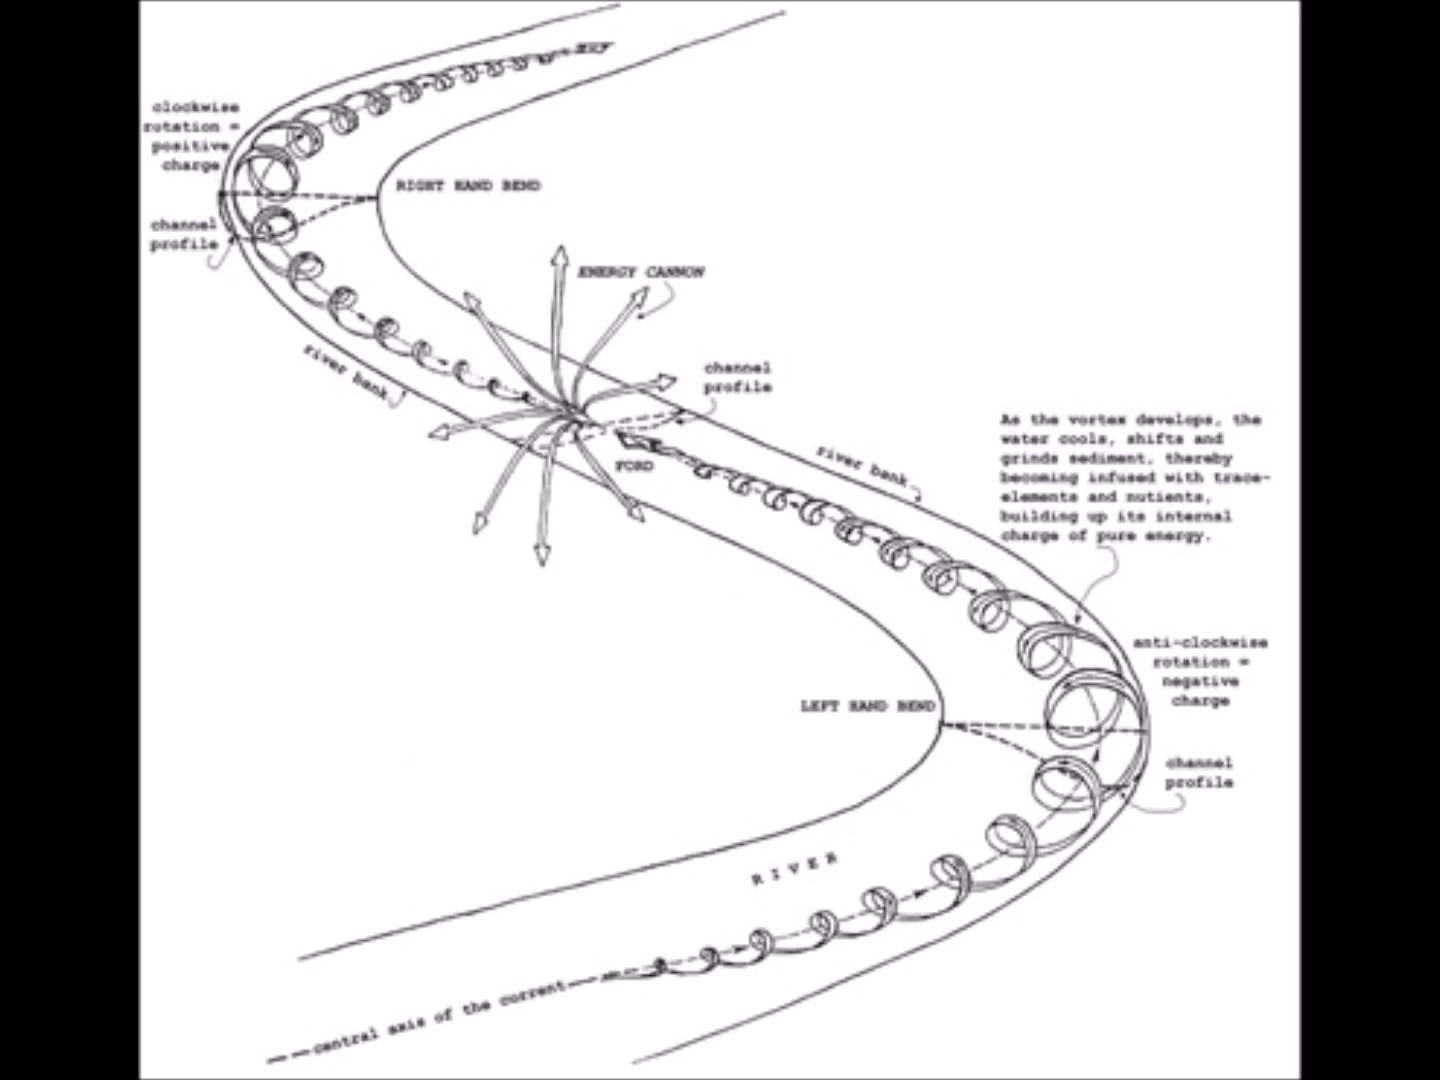 clockwise
rotation =
positive
charge
RIGHT HAND BEND
channel
profile
ENERGY CANNON
river bank
channel
profile
FORD
river bank
As the vortex develops, the
water cools, shifts and
grinds sediment, thereby
becoming infused with trace-
elements and nutients,
building up its internal
charge of pure energy.
anti-clockwise
rotation =
negative
charge
LEFT HAND BEND
channel
profile
RIVER
central axis of the current